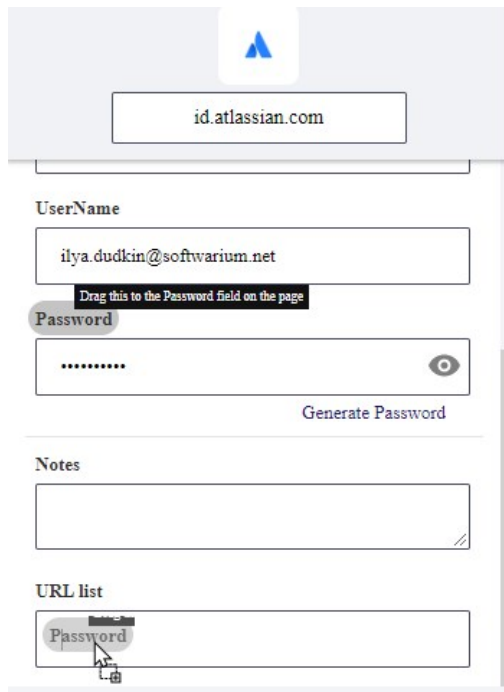 id.atlassian.com
UserName
ilya.dudkin@softwarium.net
Drag this to the Password field on the page
Password
••••••••••
Generate Password
Notes
URL list
Password